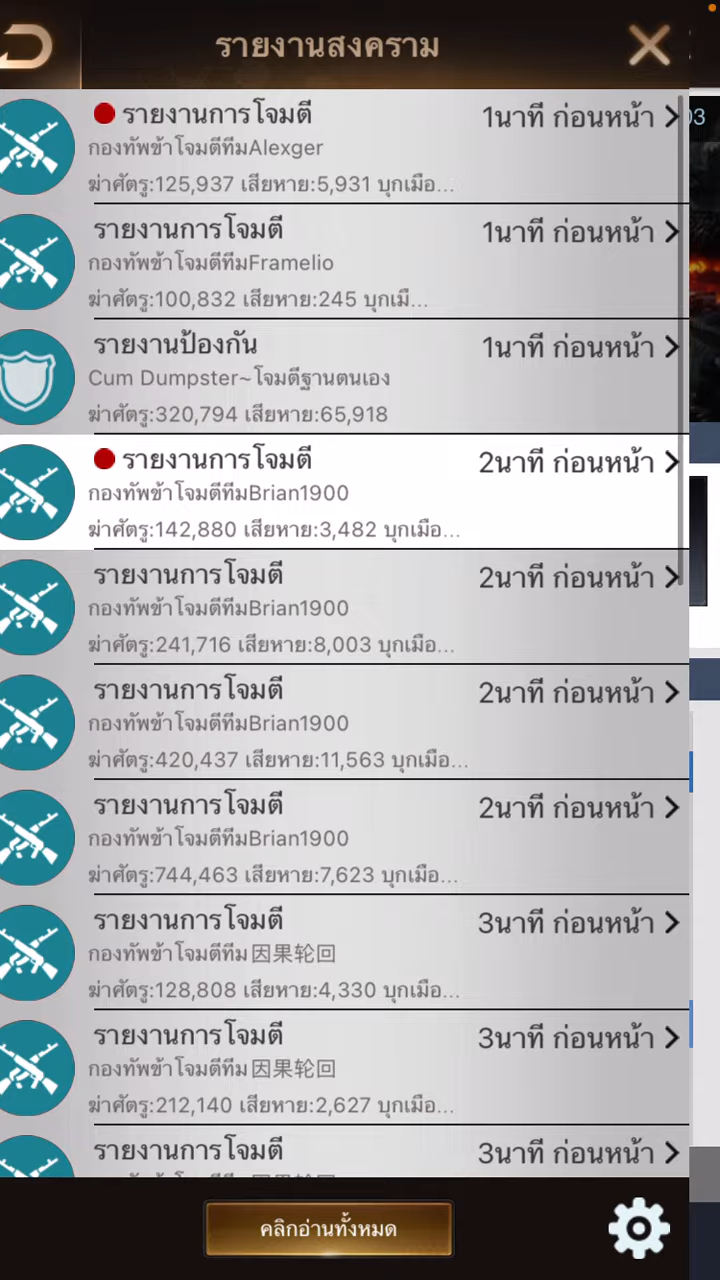 รายงานสงคราม
03
รายงานการโจมตี
1นาที ก่อนหน้า
กองทัพข้าโจมตีทีมAlexger
ฆ่าศัตรู:125,937 เสียหาย:5,931 บุกเมือ...
รายงานการโจมตี
1นาที ก่อนหน้า
กองทัพข้าโจมตีทีมFramelio
ฆ่าศัตรู:100,832 เสียหาย:245 บุกเมื...
รายงานป้องกัน
1นาที ก่อนหน้า
Cum Dumpster~โจมตีฐานตนเอง
ฆ่าศัตรู:320,794 เสียหาย:65,918
รายงานการโจมตี
2นาที ก่อนหน้า
กองทัพข้าโจมตีทีมBrian1900
ฆ่าศัตรู:142,880 เสียหาย:3,482 บุกเมือ...
รายงานการโจมตี
2นาที ก่อนหน้า
กองทัพข้าโจมตีทีมBrian1900
ฆ่าศัตรู:241,716 เสียหาย:8,003 บุกเมือ...
รายงานการโจมตี
2นาที ก่อนหน้า
กองทัพข้าโจมตีทีมBrian1900
ฆ่าศัตรู:420,437 เสียหาย:11,563 บุกเมือ...
รายงานการโจมตี
2นาที ก่อนหน้า
กองทัพข้าโจมตีทีมBrian1900
ฆ่าศัตรู:744,463 เสียหาย:7,623 บุกเมือ...
รายงานการโจมตี
3นาที ก่อนหน้า
กองทัพข้าโจมตีทีม因果轮回
ฆ่าศัตรู:128,808 เสียหาย:4,330 บุกเมือ...
รายงานการโจมตี
3นาที ก่อนหน้า
กองทัพข้าโจมตีทีม因果轮回
ฆ่าศัตรู:212,140 เสียหาย:2,627 บุกเมือ...
รายงานการโจมตี
3นาที ก่อนหน้า
คลิกอ่านทั้งหมด